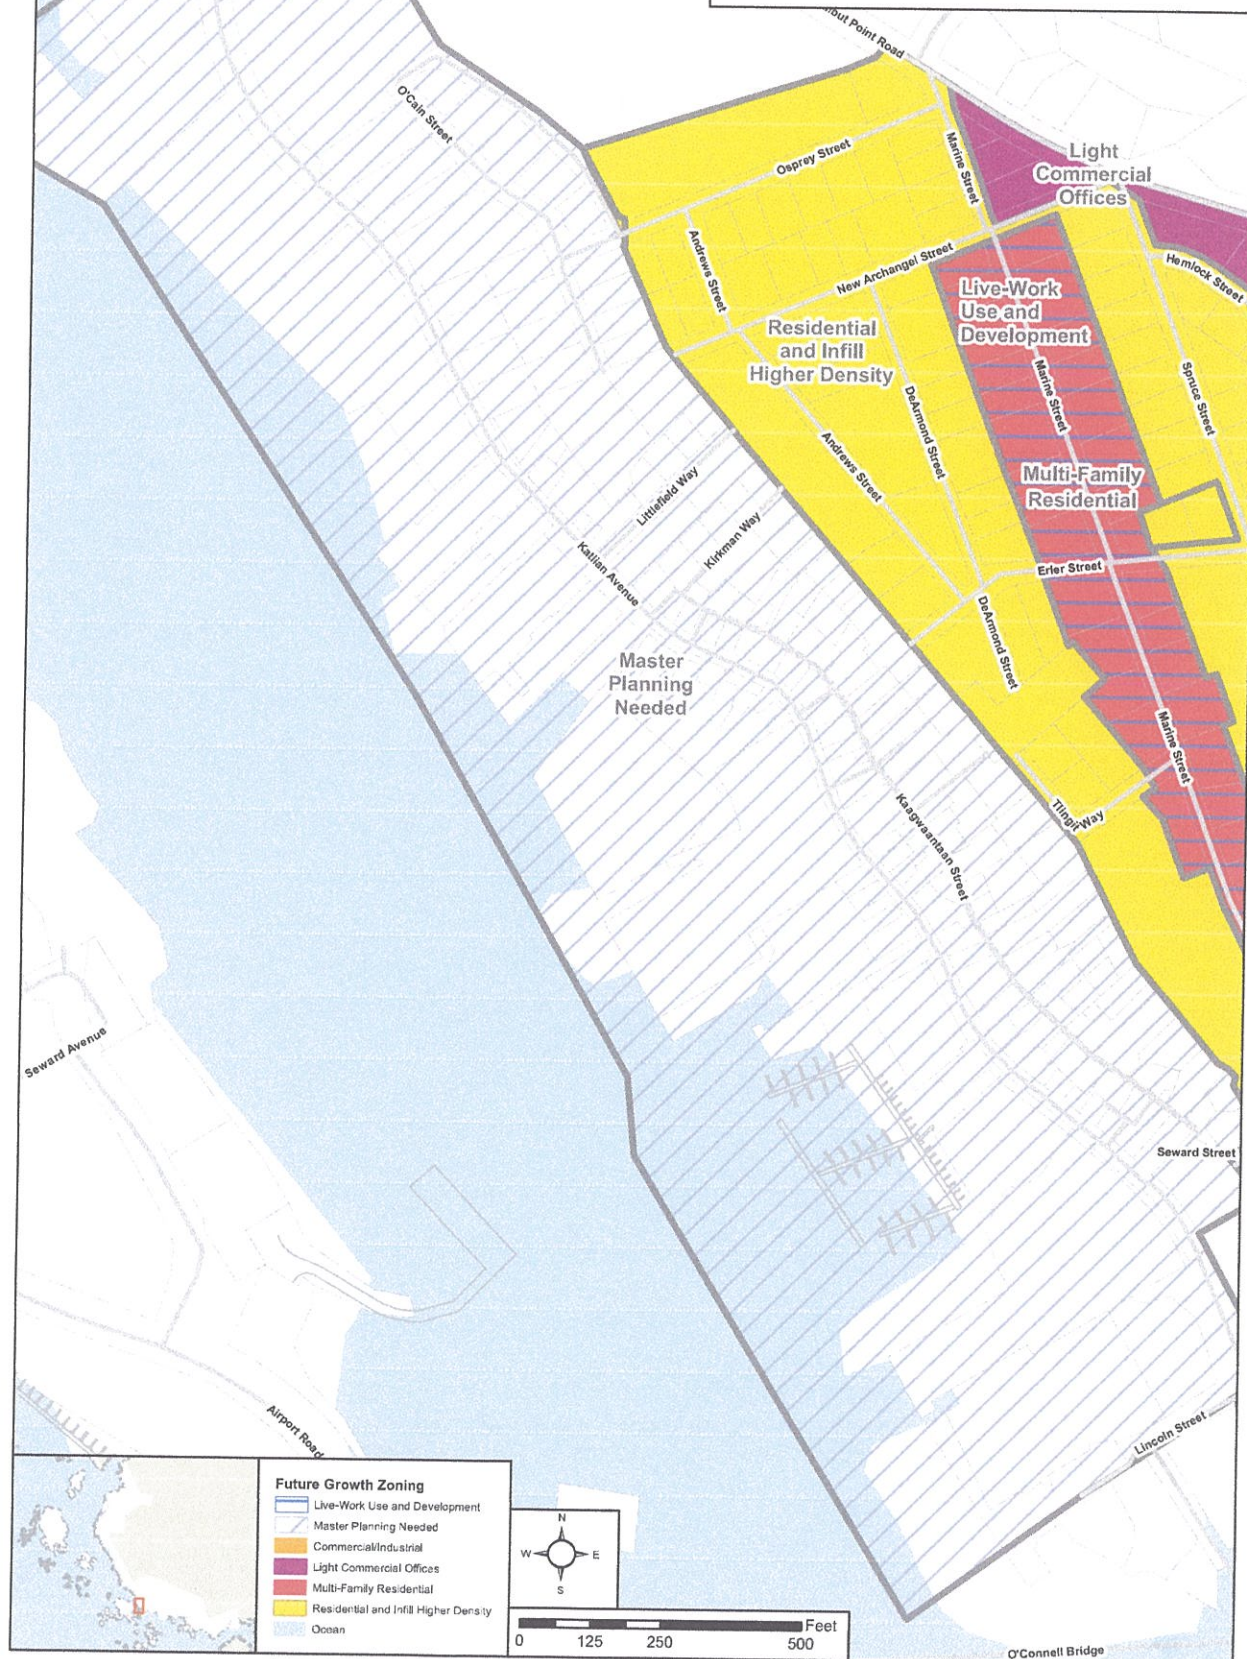 but Point Road
O'Cain Street
Osprey Street
Marine Street
Light
Commercial
Offices
Andrews Street
New Archangel Street
Hemlock Street
Live-Work
Use and
Development
Residential
and Infill
Higher Density
Marine Street
Spruce Street
DeArmond Street
Andrews Street
Multi-Family
Residential
Littlefield Way
Kirkman Way
Katlian Avenue
Erler Street
DeArmond Street
Master
Planning
Needed
Marine Street
Tlingit Way
Kaagwaantaan Street
Seward Avenue
Seward Street
Airport Road
Lincoln Street
Future Growth Zoning
Live-Work Use and Development
Master Planning Needed
Commercial/Industrial
Light Commercial Offices
Multi-Family Residential
Residential and Infill Higher Density
Ocean
N
W E
S
Feet
0 125 250 500
O'Connell Bridge